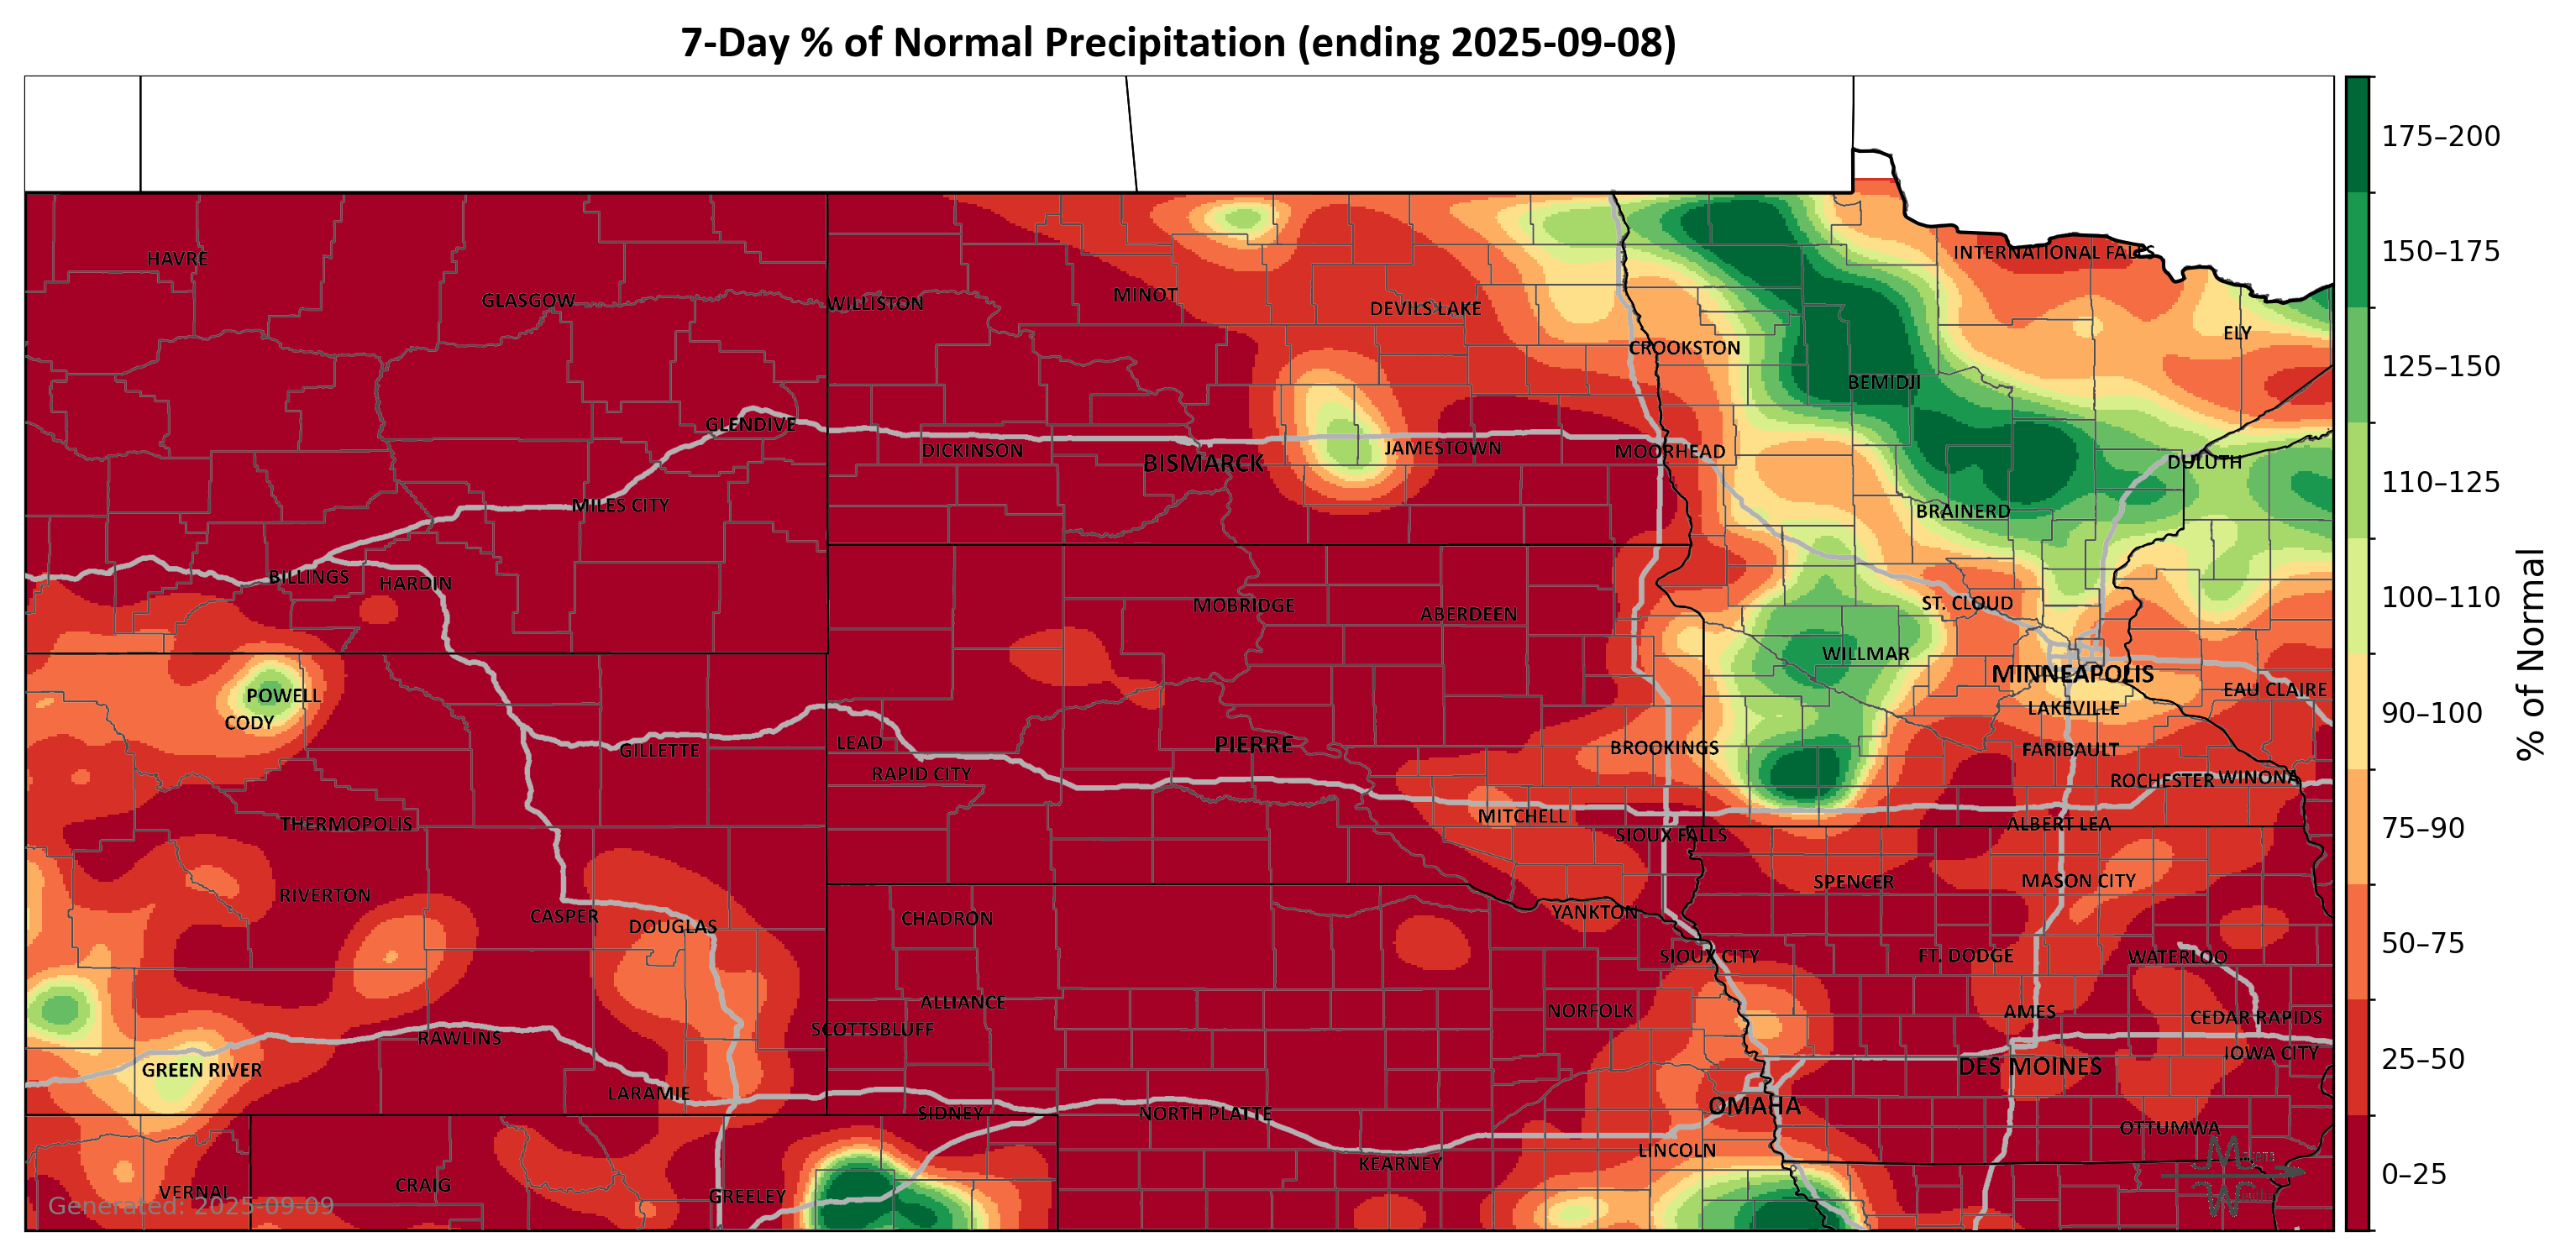 7-Day % of Normal Precipitation (ending 2025-09-08)
175–200
150–175
125–150
110–125
100–110
90–100
75–90
50–75
25–50
0–25
% of Normal
HAVRE
GLASGOW
WILLISTON
MINOT
DEVILS LAKE
CROOKSTON
INTERNATIONAL FALLS
ELY
BEMIDJI
GLENDIVE
DICKINSON
BISMARCK
JAMESTOWN
MOORHEAD
DULUTH
MILES CITY
BRAINERD
BILLINGS
HARDIN
MOBRIDGE
ABERDEEN
ST. CLOUD
WILLMAR
MINNEAPOLIS
POWELL
CODY
EAU CLAIRE
LAKEVILLE
GILLETTE
LEAD
PIERRE
BROOKINGS
FARIBAULT
RAPID CITY
ROCHESTER
WINONA
THERMOPOLIS
MITCHELL
SIOUX FALLS
ALBERT LEA
RIVERTON
SPENCER
MASON CITY
CASPER
DOUGLAS
CHADRON
YANKTON
SIOUX CITY
FT. DODGE
WATERLOO
ALLIANCE
NORFOLK
AMES
CEDAR RAPIDS
SCOTTSBLUFF
RAWLINS
IOWA CITY
GREEN RIVER
DES MOINES
LARAMIE
SIDNEY
NORTH PLATTE
OMAHA
OTTUMWA
LINCOLN
KEARNEY
VERNAL
CRAIG
GREELEY
Generated: 2025-09-09